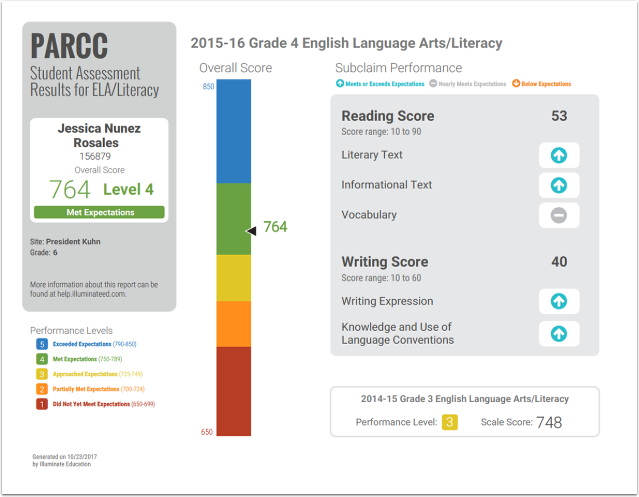 PARCC
Student Assessment
Results for ELA/Literacy
Jessica Nunez
Rosales
156879
Overall Score
764 Level 4
Met Expectations
Site: President Kuhn
Grade: 6
More information about this report can be
found at help.illuminateed.com.
Performance Levels
5 Exceeded Expectations (790-850)
4 Met Expectations (750-789)
3 Approached Expectations (725-749)
2 Partially Met Expectations (700-724)
1 Did Not Yet Meet Expectations (650-699)
Generated on 10/23/2017
by Illuminate Education
2015-16 Grade 4 English Language Arts/Literacy
Overall Score
850
764
650
Subclaim Performance
Meets or Exceeds Expectations Nearly Meets Expectations Below Expectations
Reading Score 53
Score range: 10 to 90
Literary Text
Informational Text
Vocabulary
Writing Score 40
Score range: 10 to 60
Writing Expression
Knowledge and Use of
Language Conventions
2014-15 Grade 3 English Language Arts/Literacy
Performance Level: 3 Scale Score: 748